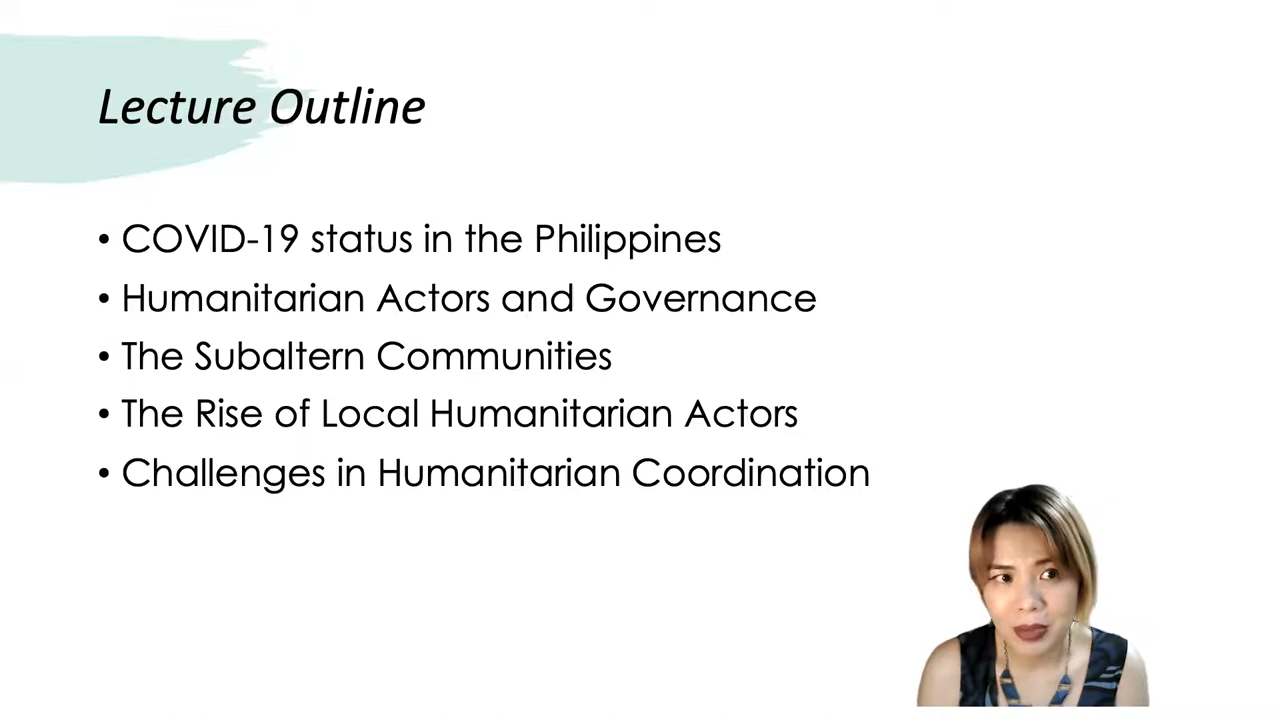 Lecture Outline
• COVID-19 status in the Philippines
• Humanitarian Actors and Governance
• The Subaltern Communities
• The Rise of Local Humanitarian Actors
• Challenges in Humanitarian Coordination